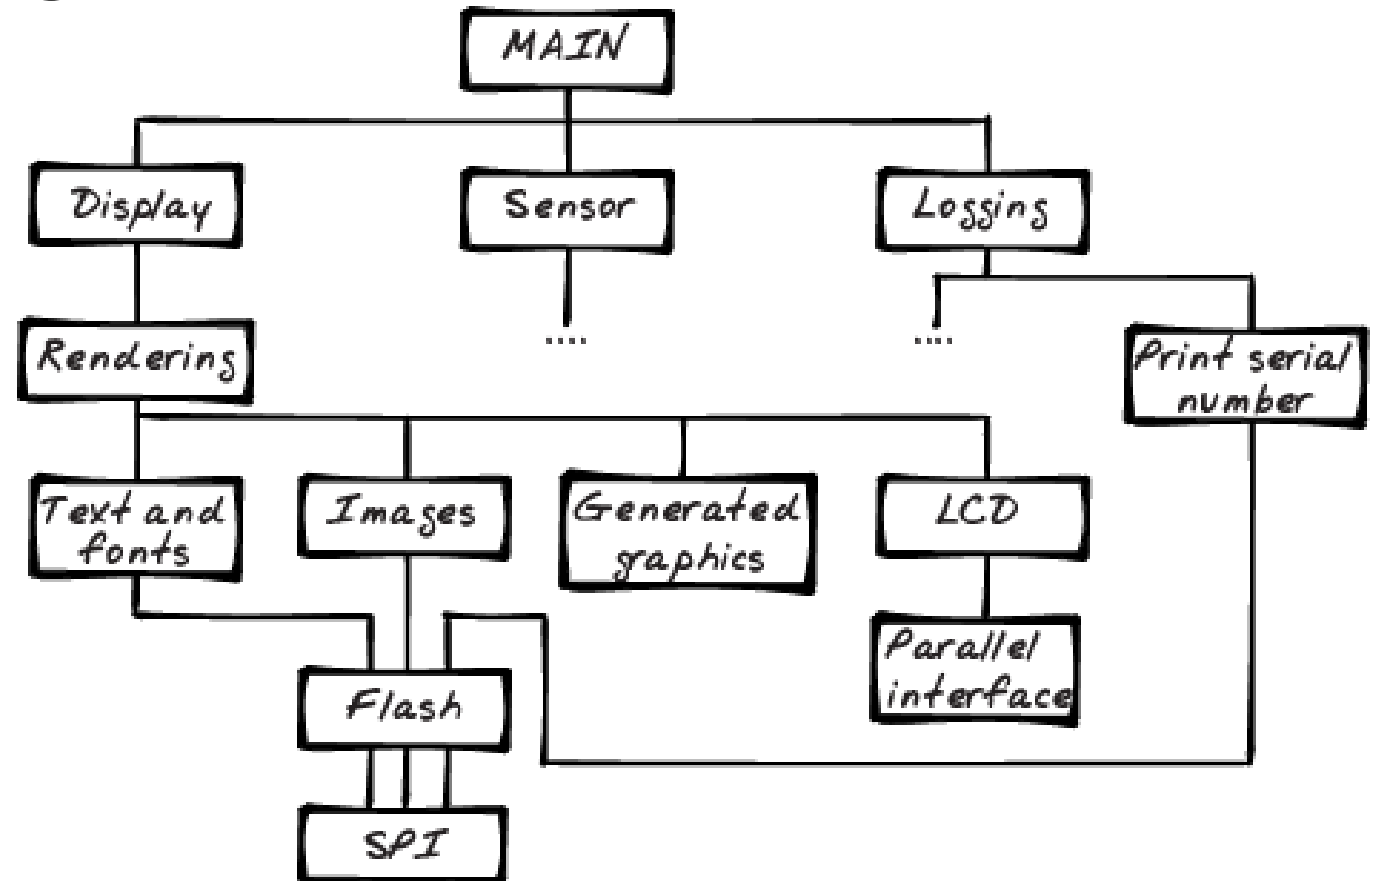 MAIN
Display
Sensor
Logging
Rendering
....
....
Print serial
number
Text and
fonts
Images
Generated
graphics
LCD
Parallel
interface
Flash
SPI